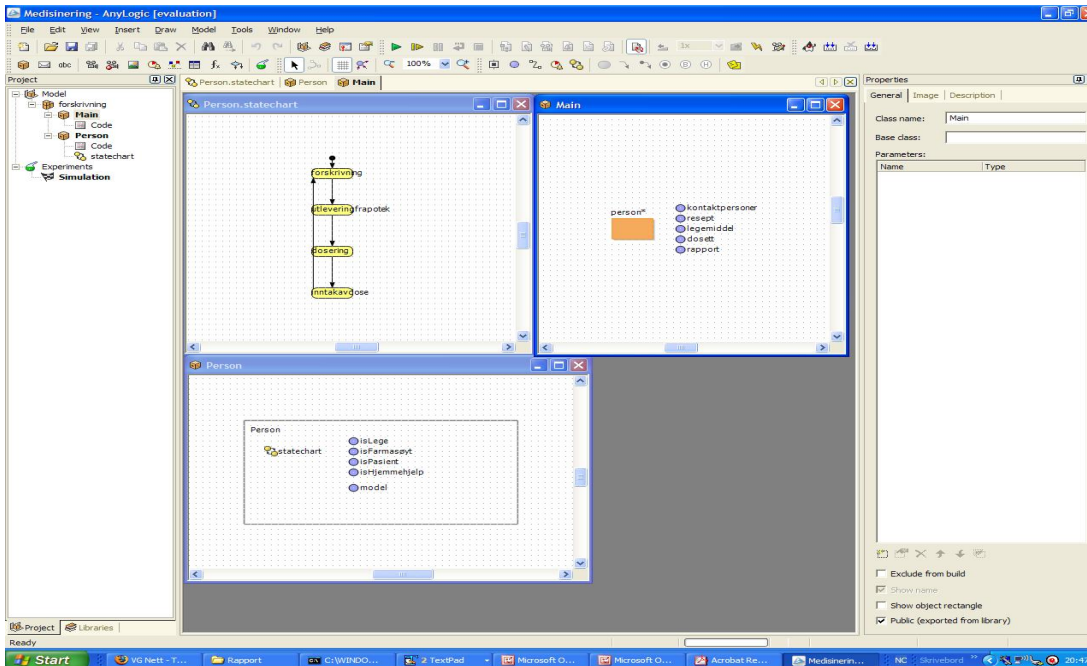 Medisinering - AnyLogic [evaluation]
File Edit View Insert Draw Model Tools Window Help
1x
abc 100%
Project
Model
forskrivning
Main
Code
Person
Code
statechart
Experiments
Simulation
Project Libraries
Person.statechart Person Main
Person.statechart
forskrivning
utleveringfrapotek
dosering
inntakavdose
Main
person*
kontaktpersoner
resept
legemiddel
dosett
rapport
Person
Person
statechart
isLege
isFarmasøyt
isPasient
isHjemmehjelp
model
Properties
General Image Description
Class name: Main
Base class:
Parameters:
Name Type
Exclude from build
Show name
Show object rectangle
Public (exported from library)
Ready
Start VG Nett - T... Rapport C:\WINDO... 2 TextPad Microsoft O... Microsoft O... Acrobat Re... Medisinerin... NC Skrivebord